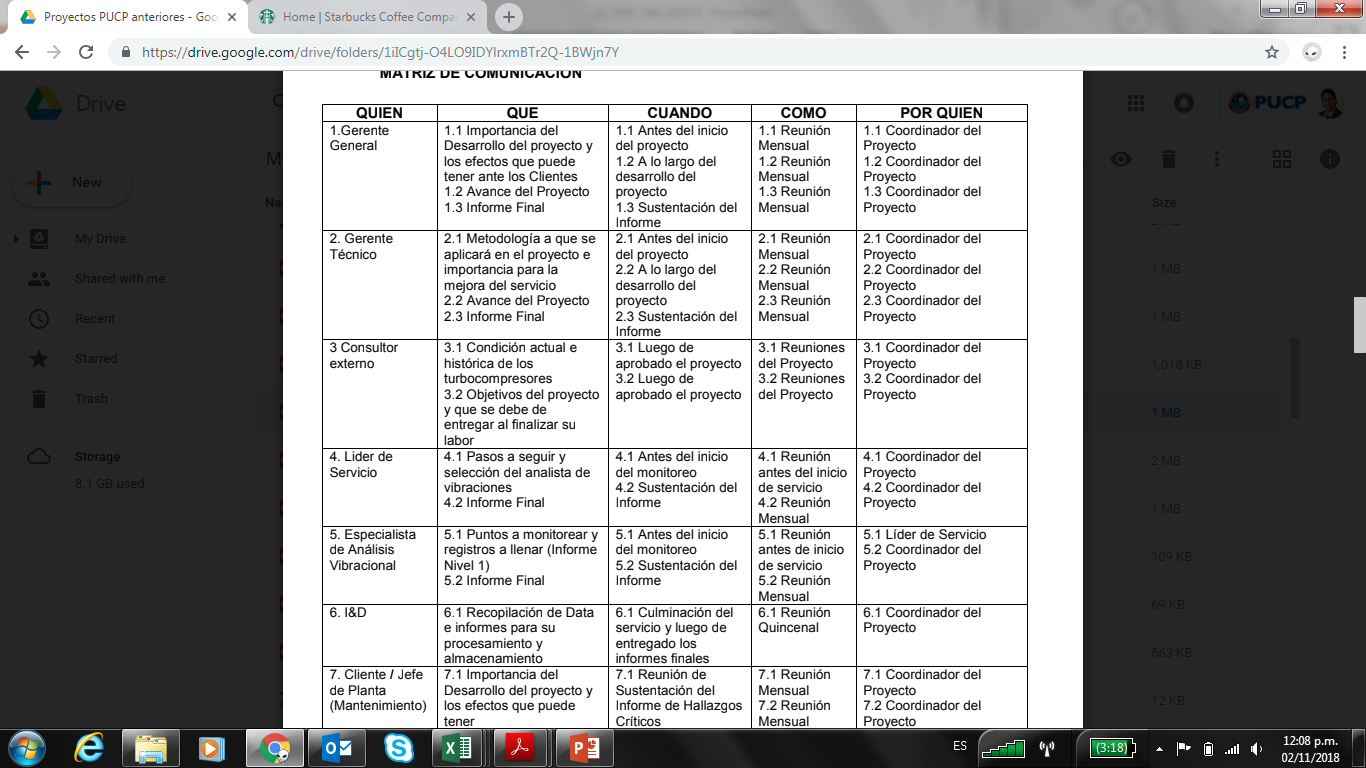 Proyectos PUCP anteriores - Goo
Home | Starbucks Coffee Compa
https://drive.google.com/drive/folders/1iICgtj-O4LO9IDYlrxmBTr2Q-1BWjn7Y
Drive
PUCP
New
My Drive
Shared with me
Recent
Starred
Trash
Storage
8.1 GB used
Size
1 MB
1 MB
1,018 KB
1 MB
2 MB
1 MB
109 KB
69 KB
563 KB
12 KB
MATRIZ DE COMUNICACIÓN
QUIEN
QUE
CUANDO
COMO
POR QUIEN
1.Gerente
General
1.1 Importancia del
Desarrollo del proyecto y
los efectos que puede
tener ante los Clientes
1.2 Avance del Proyecto
1.3 Informe Final
1.1 Antes del inicio
del proyecto
1.2 A lo largo del
desarrollo del
proyecto
1.3 Sustentación del
Informe
1.1 Reunión
Mensual
1.2 Reunión
Mensual
1.3 Reunión
Mensual
1.1 Coordinador del
Proyecto
1.2 Coordinador del
Proyecto
1.3 Coordinador del
Proyecto
2. Gerente
Técnico
2.1 Metodología a que se
aplicará en el proyecto e
importancia para la
mejora del servicio
2.2 Avance del Proyecto
2.3 Informe Final
2.1 Antes del inicio
del proyecto
2.2 A lo largo del
desarrollo del
proyecto
2.3 Sustentación del
Informe
2.1 Reunión
Mensual
2.2 Reunión
Mensual
2.3 Reunión
Mensual
2.1 Coordinador del
Proyecto
2.2 Coordinador del
Proyecto
2.3 Coordinador del
Proyecto
3 Consultor
externo
3.1 Condición actual e
histórica de los
turbocompresores
3.2 Objetivos del proyecto
y que se debe de
entregar al finalizar su
labor
3.1 Luego de
aprobado el proyecto
3.2 Luego de
aprobado el proyecto
3.1 Reuniones
del Proyecto
3.2 Reuniones
del Proyecto
3.1 Coordinador del
Proyecto
3.2 Coordinador del
Proyecto
4. Lider de
Servicio
4.1 Pasos a seguir y
selección del analista de
vibraciones
4.2 Informe Final
4.1 Antes del inicio
del monitoreo
4.2 Sustentación del
Informe
4.1 Reunión
antes del inicio
de servicio
4.2 Reunión
Mensual
4.1 Coordinador del
Proyecto
4.2 Coordinador del
Proyecto
5. Especialista
de Análisis
Vibracional
5.1 Puntos a monitorear y
registros a llenar (Informe
Nivel 1)
5.2 Informe Final
5.1 Antes del inicio
del monitoreo
5.2 Sustentación del
Informe
5.1 Reunión
antes de inicio
de servicio
5.2 Reunión
Mensual
5.1 Líder de Servicio
5.2 Coordinador del
Proyecto
6. I&D
6.1 Recopilación de Data
e informes para su
procesamiento y
almacenamiento
6.1 Culminación del
servicio y luego de
entregado los
informes finales
6.1 Reunión
Quincenal
6.1 Coordinador del
Proyecto
7. Cliente / Jefe
de Planta
(Mantenimiento)
7.1 Importancia del
Desarrollo del proyecto y
los efectos que puede
tener
7.1 Reunión de
Sustentación del
Informe de Hallazgos
Críticos
7.1 Reunión
Mensual
7.2 Reunión
Mensual
7.1 Coordinador del
Proyecto
7.2 Coordinador del
Proyecto
ES
(3:18)
12:08 p.m.
02/11/2018